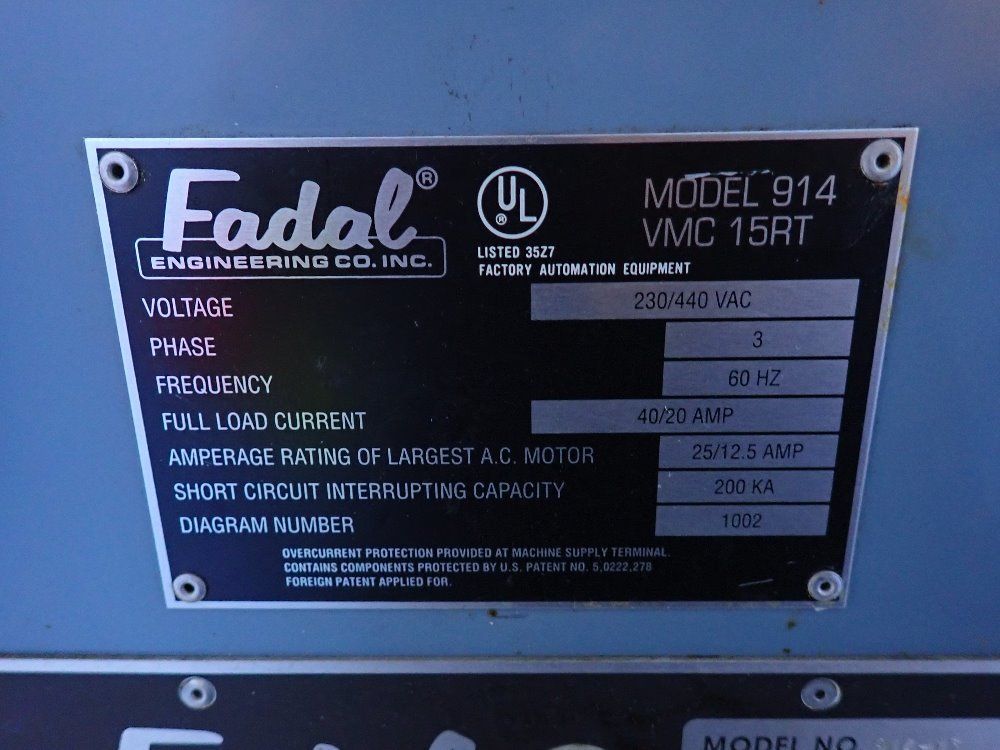 Fadal®
ENGINEERING CO. INC.
UL®
LISTED 35Z7
FACTORY AUTOMATION EQUIPMENT
MODEL 914
VMC 15RT
VOLTAGE 230/440 VAC
PHASE 3
FREQUENCY 60 HZ
FULL LOAD CURRENT 40/20 AMP
AMPERAGE RATING OF LARGEST A.C. MOTOR 25/12.5 AMP
SHORT CIRCUIT INTERRUPTING CAPACITY 200 KA
DIAGRAM NUMBER 1002
OVERCURRENT PROTECTION PROVIDED AT MACHINE SUPPLY TERMINAL.
CONTAINS COMPONENTS PROTECTED BY U.S. PATENT NO. 5,0222,278
FOREIGN PATENT APPLIED FOR.
MODEL NO